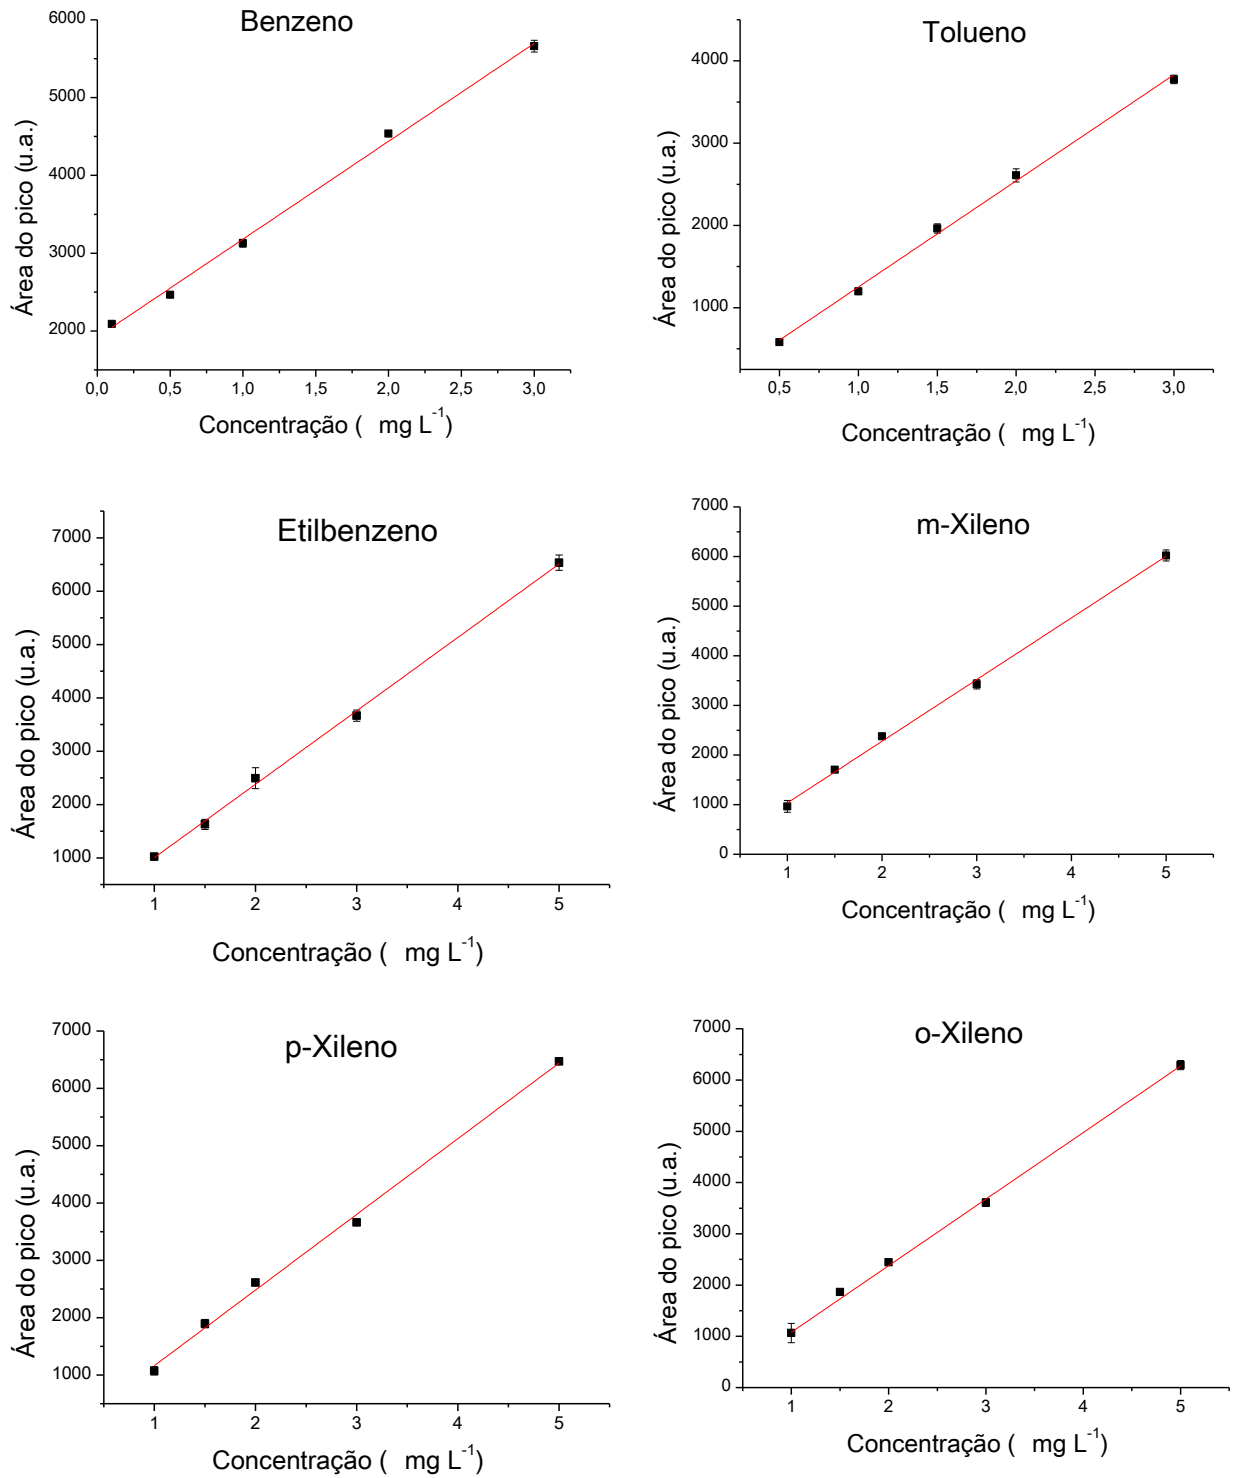 Benzeno
6000
5000
4000
3000
2000
Área do pico (u.a.)
0,0 0,5 1,0 1,5 2,0 2,5 3,0
Concentração ( mg L-1)
Tolueno
4000
3000
2000
1000
Área do pico (u.a.)
0,5 1,0 1,5 2,0 2,5 3,0
Concentração ( mg L-1)
Etilbenzeno
7000
6000
5000
4000
3000
2000
1000
Área do pico (u.a.)
1 2 3 4 5
Concentração ( mg L-1)
m-Xileno
7000
6000
5000
4000
3000
2000
1000
0
Área do pico (u.a.)
1 2 3 4 5
Concentração ( mg L-1)
p-Xileno
7000
6000
5000
4000
3000
2000
1000
Área do pico (u.a.)
1 2 3 4 5
Concentração ( mg L-1)
o-Xileno
7000
6000
5000
4000
3000
2000
1000
0
Área do pico (u.a.)
1 2 3 4 5
Concentração ( mg L-1)